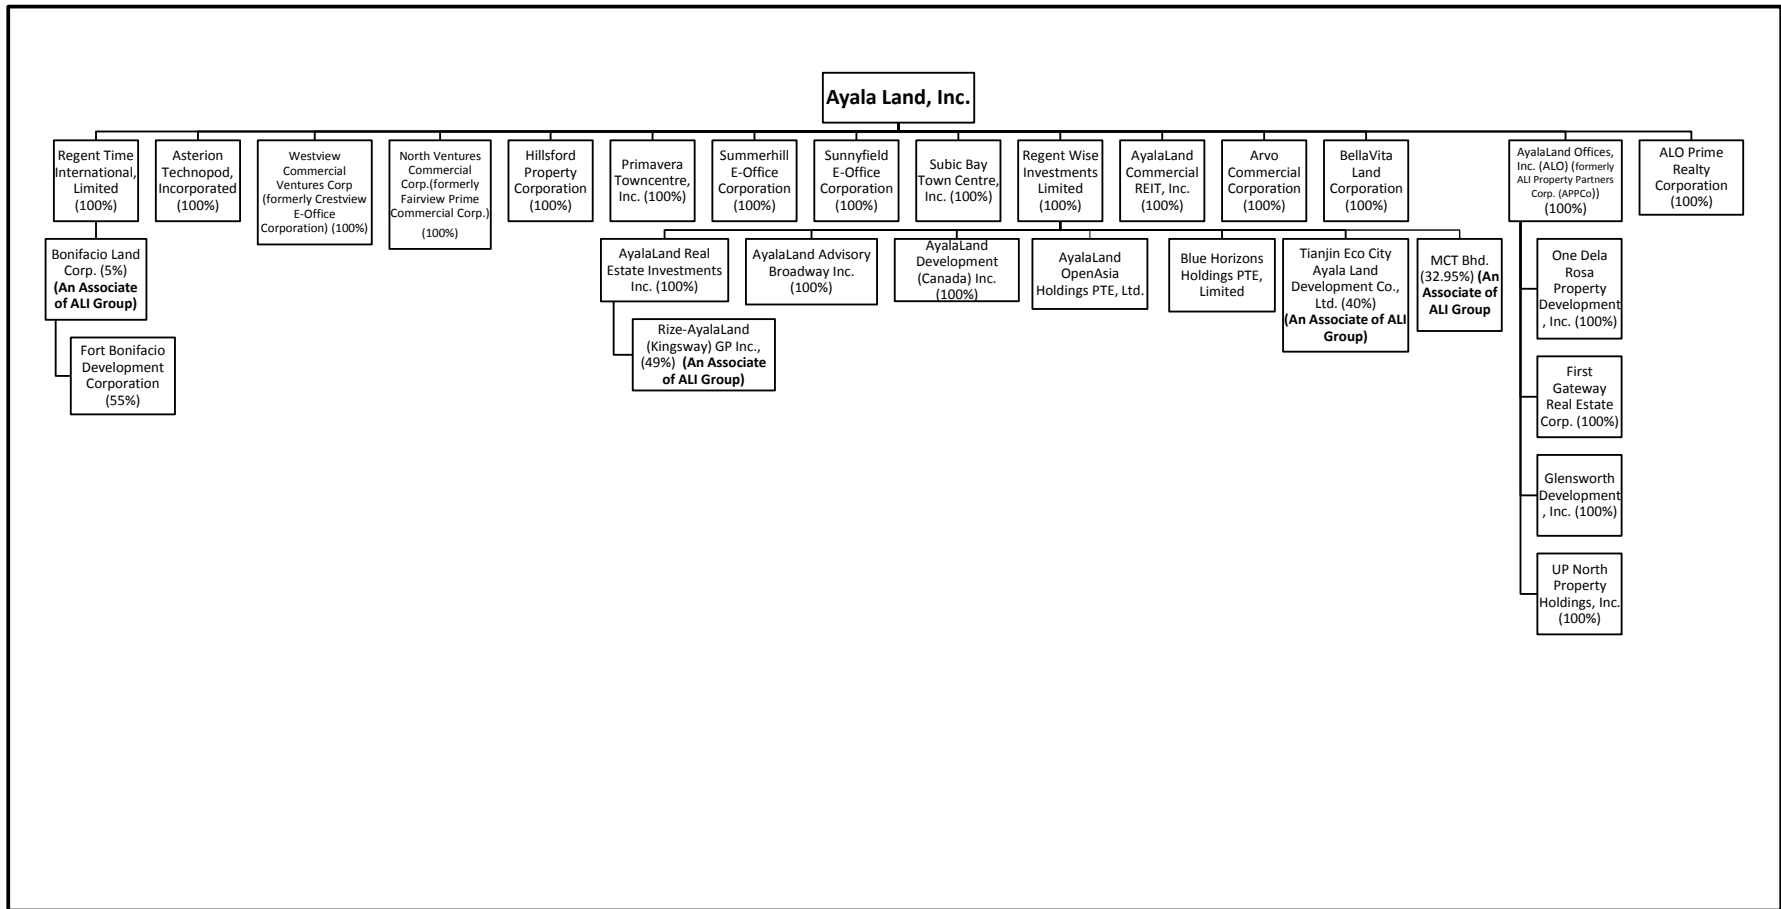 Ayala Land, Inc.
Regent Time
International,
Limited
(100%)
Asterion
Technopod,
Incorporated
(100%)
Westview
Commercial
Ventures Corp
(formerly Crestview
E-Office
Corporation) (100%)
North Ventures
Commercial
Corp.(formerly
Fairview Prime
Commercial Corp.)
(100%)
Hillsford
Property
Corporation
(100%)
Primavera
Towncentre,
Inc. (100%)
Summerhill
E-Office
Corporation
(100%)
Sunnyfield
E-Office
Corporation
(100%)
Subic Bay
Town Centre,
Inc. (100%)
Regent Wise
Investments
Limited
(100%)
AyalaLand
Commercial
REIT, Inc.
(100%)
Arvo
Commercial
Corporation
(100%)
BellaVita
Land
Corporation
(100%)
AyalaLand Offices,
Inc. (ALO) (formerly
ALI Property Partners
Corp. (APPCo))
(100%)
ALO Prime
Realty
Corporation
(100%)
Bonifacio Land
Corp. (5%)
(An Associate
of ALI Group)
Fort Bonifacio
Development
Corporation
(55%)
AyalaLand Real
Estate Investments
Inc. (100%)
Rize-AyalaLand
(Kingsway) GP Inc.,
(49%) (An Associate
of ALI Group)
AyalaLand Advisory
Broadway Inc.
(100%)
AyalaLand
Development
(Canada) Inc.
(100%)
AyalaLand
OpenAsia
Holdings PTE, Ltd.
Blue Horizons
Holdings PTE,
Limited
Tianjin Eco City
Ayala Land
Development Co.,
Ltd. (40%)
(An Associate of ALI
Group)
MCT Bhd.
(32.95%) (An
Associate of
ALI Group
One Dela
Rosa
Property
Development
, Inc. (100%)
First
Gateway
Real Estate
Corp. (100%)
Glensworth
Development
, Inc. (100%)
UP North
Property
Holdings, Inc.
(100%)